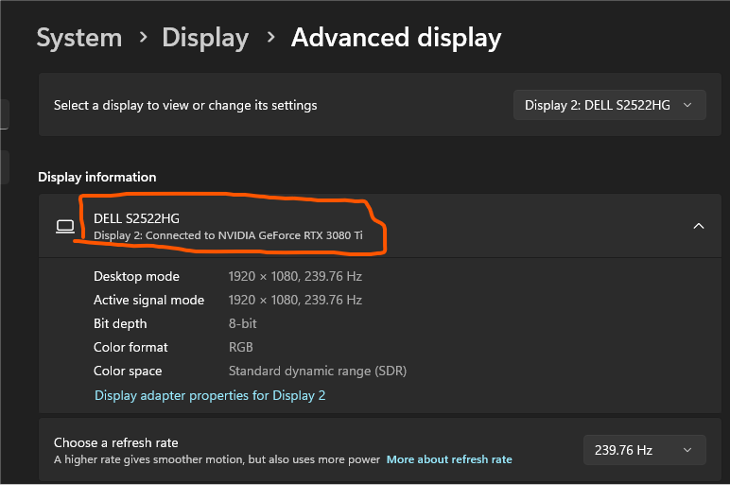 System > Display > Advanced display
Select a display to view or change its settings
Display 2: DELL S2522HG
Display information
DELL S2522HG
Display 2: Connected to NVIDIA GeForce RTX 3080 Ti
Desktop mode 1920 × 1080, 239.76 Hz
Active signal mode 1920 × 1080, 239.76 Hz
Bit depth 8-bit
Color format RGB
Color space Standard dynamic range (SDR)
Display adapter properties for Display 2
Choose a refresh rate
A higher rate gives smoother motion, but also uses more power More about refresh rate
239.76 Hz